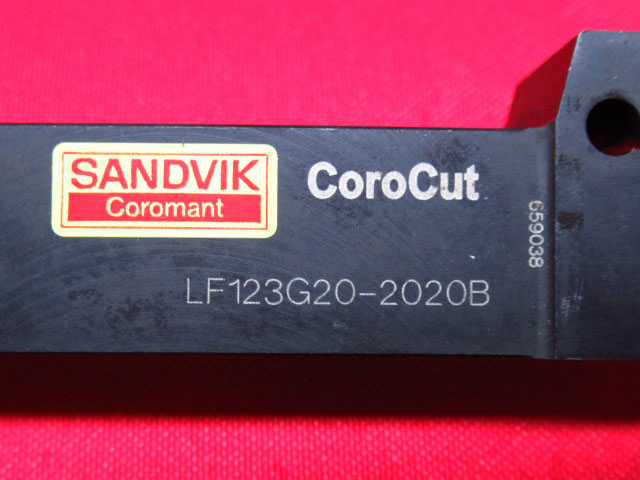 SANDVIK
Coromant
CoroCut
LF123G20-2020B
659038